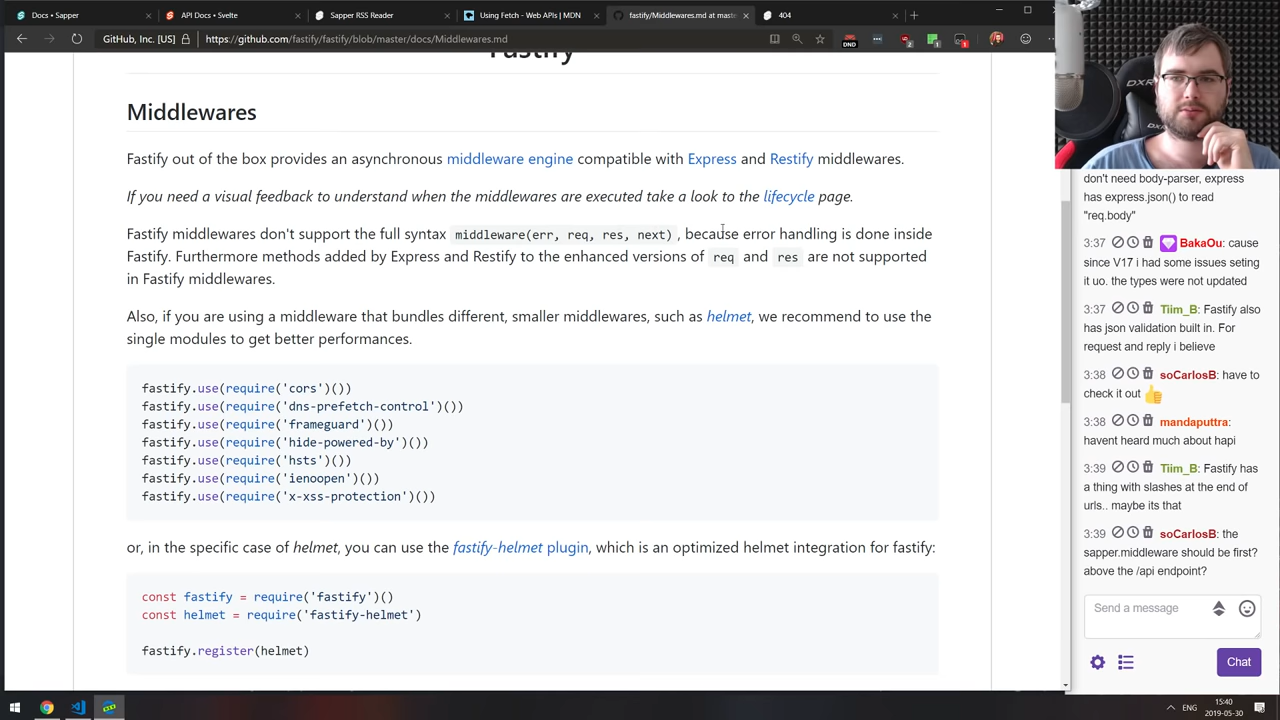 Docs • Sapper
API Docs • Svelte
Sapper RSS Reader
Using Fetch - Web APIs | MDN
fastify/Middlewares.md at maste
404
GitHub, Inc. [US]
https://github.com/fastify/fastify/blob/master/docs/Middlewares.md
DND
Fastify
Middlewares
Fastify out of the box provides an asynchronous middleware engine compatible with Express and Restify middlewares.
If you need a visual feedback to understand when the middlewares are executed take a look to the lifecycle page.
Fastify middlewares don't support the full syntax middleware(err, req, res, next), because error handling is done inside
Fastify. Furthermore methods added by Express and Restify to the enhanced versions of req and res are not supported
in Fastify middlewares.
Also, if you are using a middleware that bundles different, smaller middlewares, such as helmet, we recommend to use the
single modules to get better performances.
fastify.use(require('cors')())
fastify.use(require('dns-prefetch-control')())
fastify.use(require('frameguard')())
fastify.use(require('hide-powered-by')())
fastify.use(require('hsts')())
fastify.use(require('ienoopen')())
fastify.use(require('x-xss-protection')())
or, in the specific case of helmet, you can use the fastify-helmet plugin, which is an optimized helmet integration for fastify:
const fastify = require('fastify')()
const helmet = require('fastify-helmet')
fastify.register(helmet)
DXR
don't need body-parser, express
has express.json() to read
"req.body"
3:37 BakaOu: cause
since V17 i had some issues seting
it uo. the types were not updated
3:37 Tiim_B: Fastify also
has json validation built in. For
request and reply i believe
3:38 soCarlosB: have to
check it out
3:38 mandaputtra:
havent heard much about hapi
3:39 Tiim_B: Fastify has
a thing with slashes at the end of
urls.. maybe its that
3:39 soCarlosB: the
sapper.middleware should be first?
above the /api endpoint?
Send a message
Chat
ENG
15:40
2019-05-30